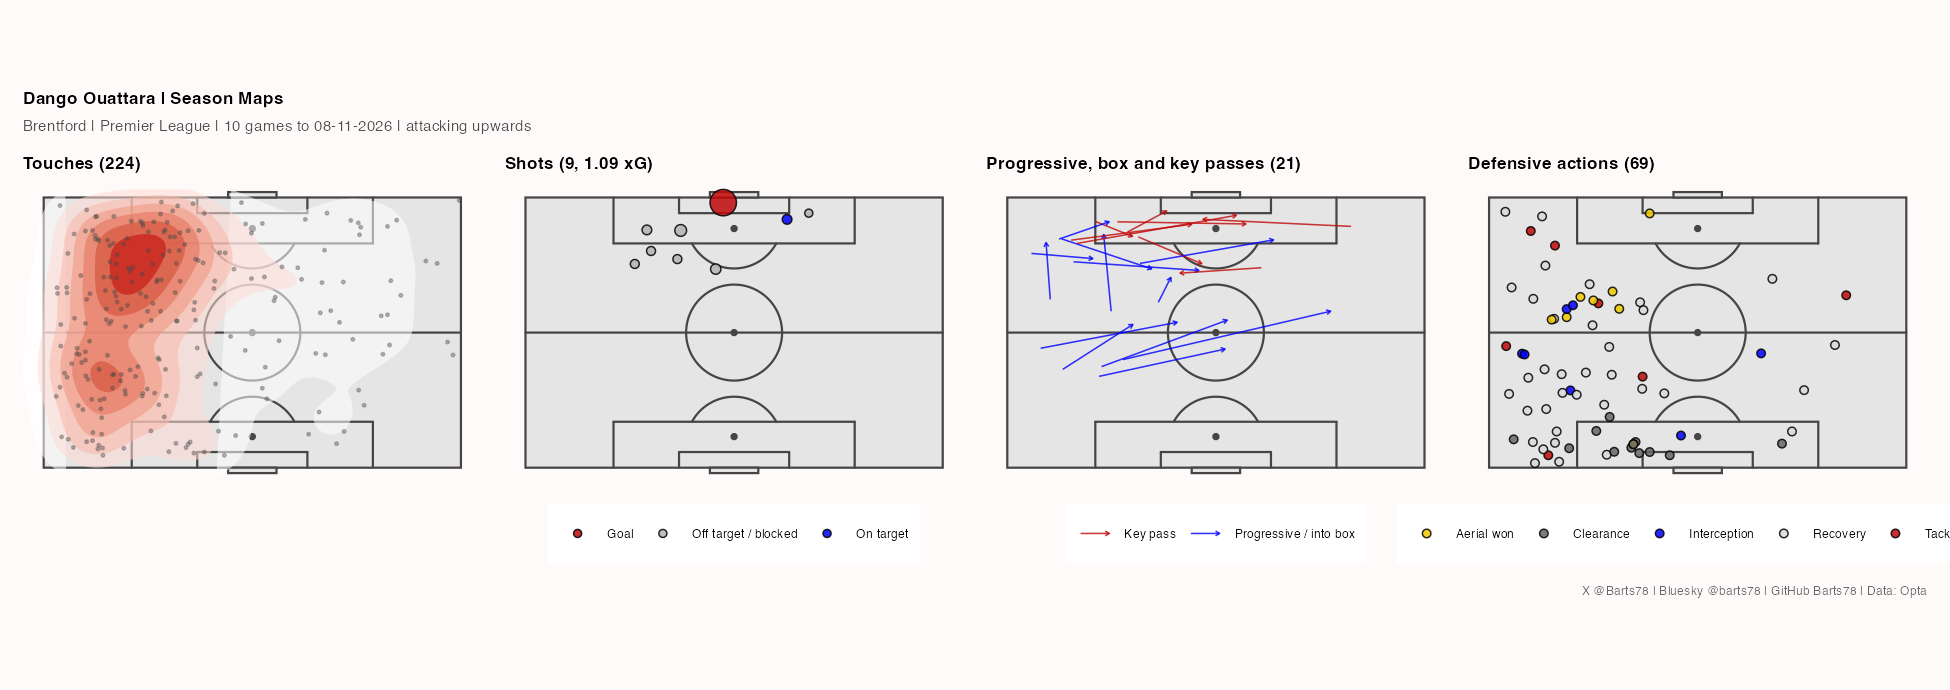 Dango Ouattara | Season Maps
Brentford | Premier League | 10 games to 08-11-2026 | attacking upwards
Touches (224)
Shots (9, 1.09 xG)
Progressive, box and key passes (21)
Defensive actions (69)
Goal
Off target / blocked
On target
Key pass
Progressive / into box
Aerial won
Clearance
Interception
Recovery
Tack
X @Barts78 | Bluesky @barts78 | GitHub Barts78 | Data: Opta